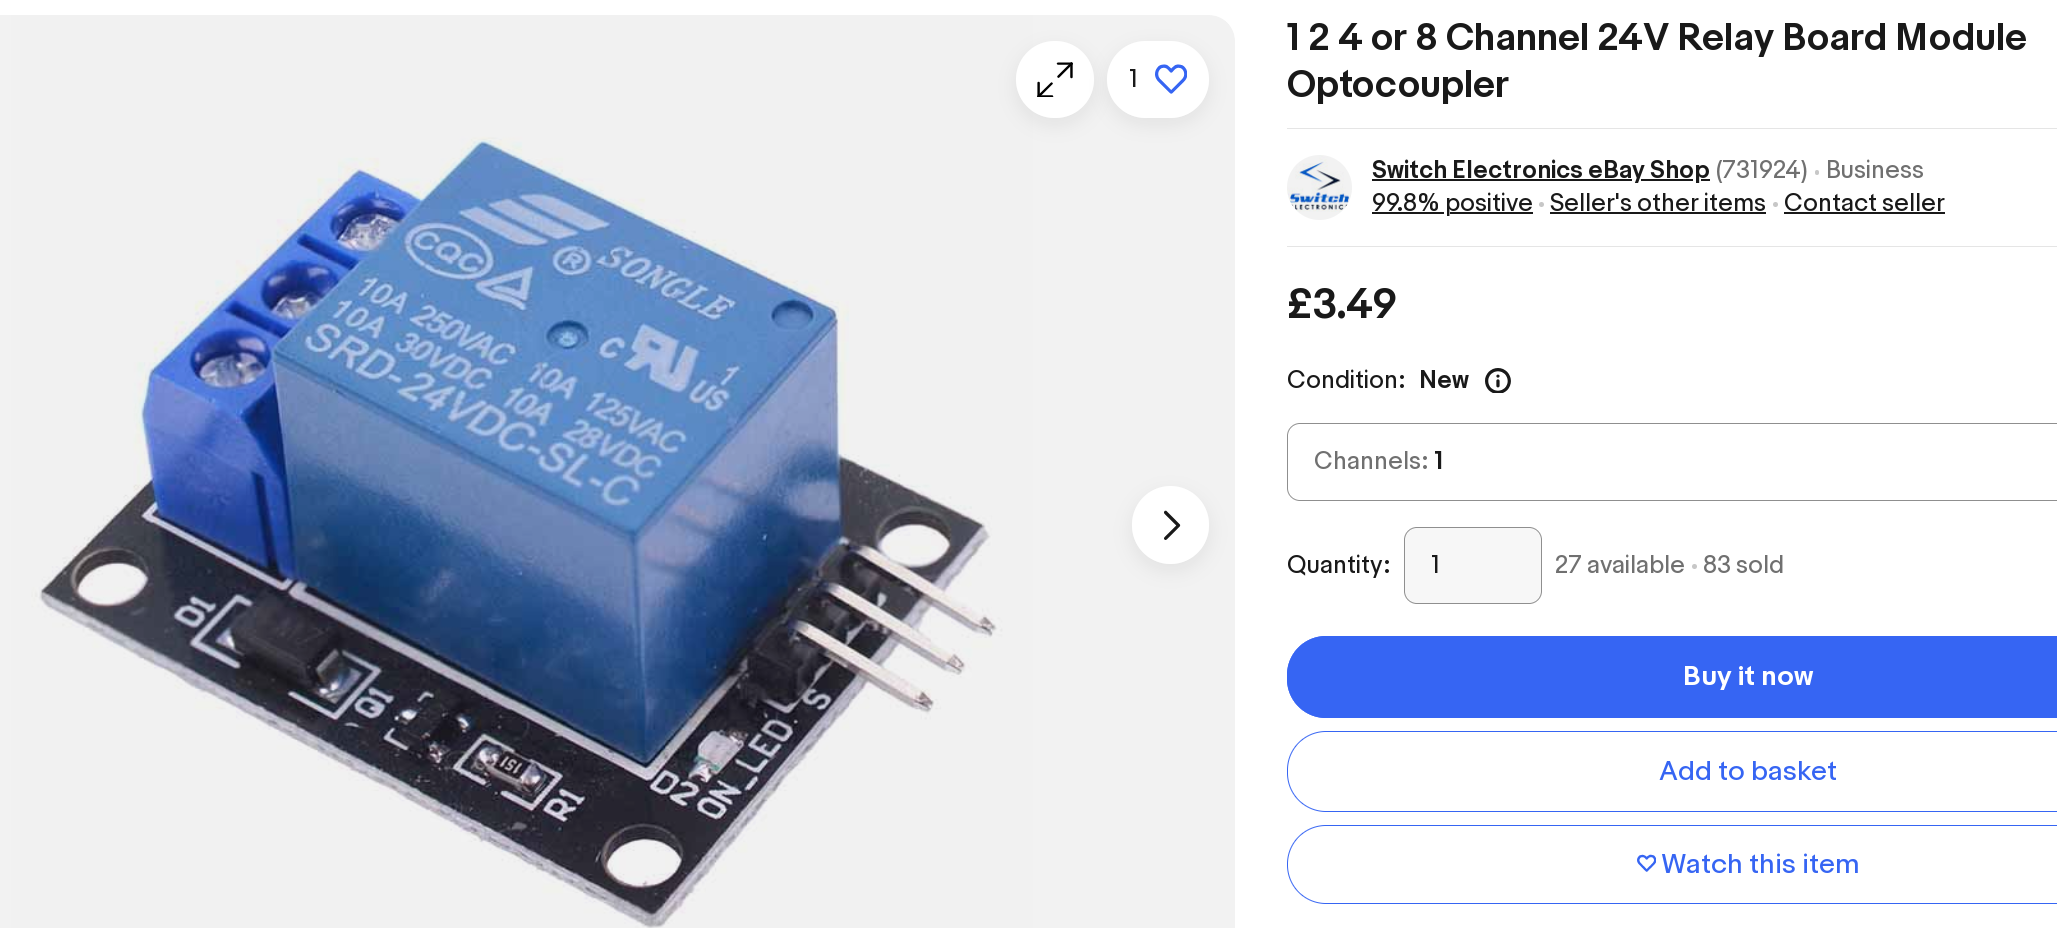 1
1 2 4 or 8 Channel 24V Relay Board Module
Optocoupler
Switch Electronics eBay Shop (731924) • Business
99.8% positive • Seller's other items • Contact seller
Switch
ELECTRONIC
£3.49
Condition: New
Channels: 1
Quantity: 1 27 available • 83 sold
Buy it now
Add to basket
Watch this item
® SONGLE
CQC
10A 250VAC 10A 125VAC
10A 30VDC 10A 28VDC
SRD-24VDC-SL-C
c RU US
1
D1
Q1
151
R1
D2
ON_LED
S